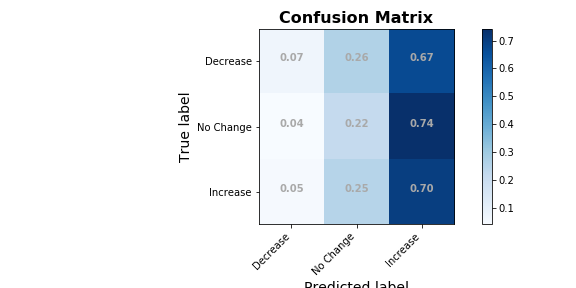 Confusion Matrix
True label
Decrease 0.07 0.26 0.67
No Change 0.04 0.22 0.74
Increase 0.05 0.25 0.70
Decrease No Change Increase
Predicted label
0.7
0.6
0.5
0.4
0.3
0.2
0.1